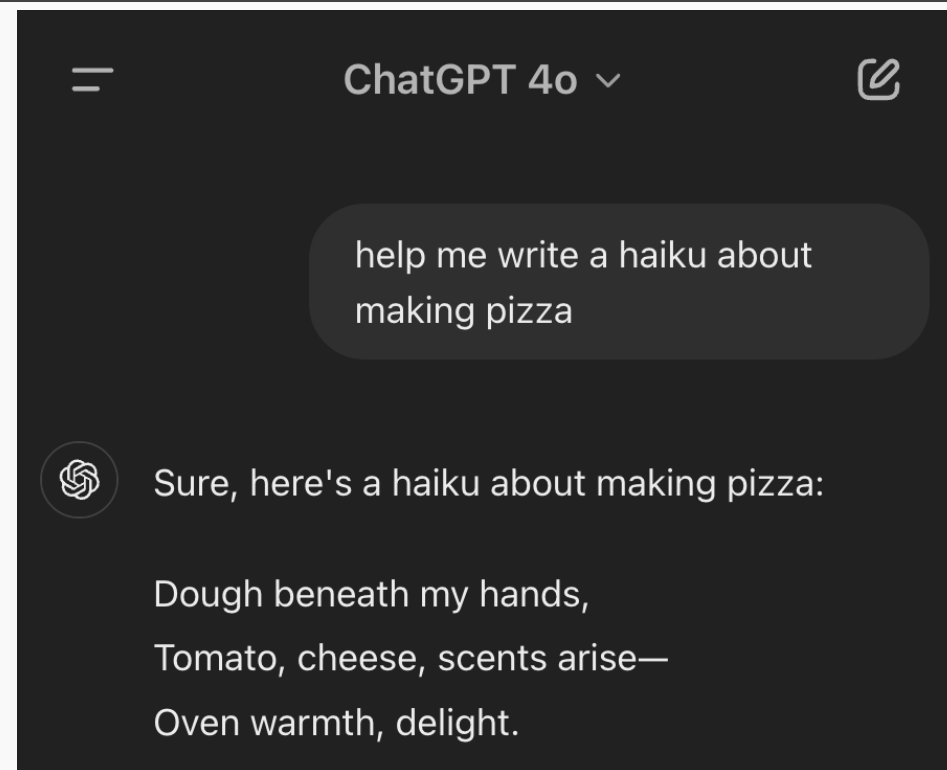 ChatGPT 4o
help me write a haiku about
making pizza
Sure, here's a haiku about making pizza:
Dough beneath my hands,
Tomato, cheese, scents arise—
Oven warmth, delight.